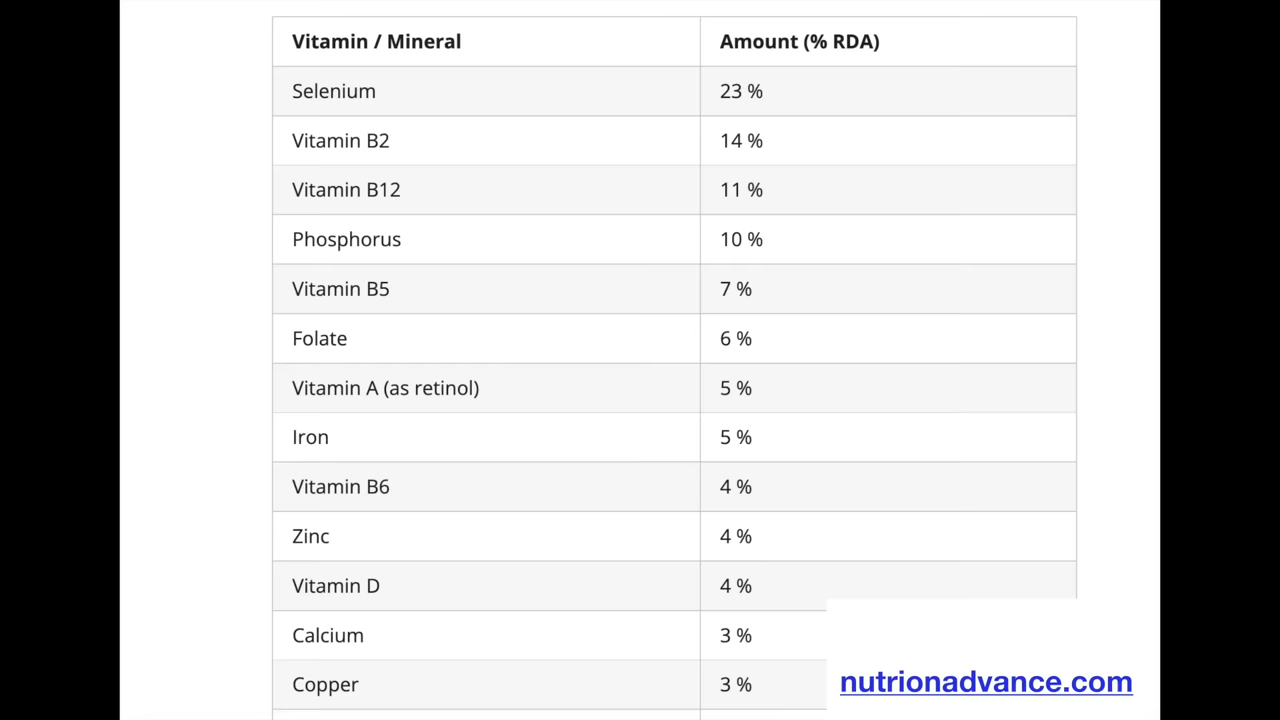 Vitamin / Mineral Amount (% RDA)
Selenium 23 %
Vitamin B2 14 %
Vitamin B12 11 %
Phosphorus 10 %
Vitamin B5 7 %
Folate 6 %
Vitamin A (as retinol) 5 %
Iron 5 %
Vitamin B6 4 %
Zinc 4 %
Vitamin D 4 %
Calcium 3 %
Copper 3 %
nutrionadvance.com